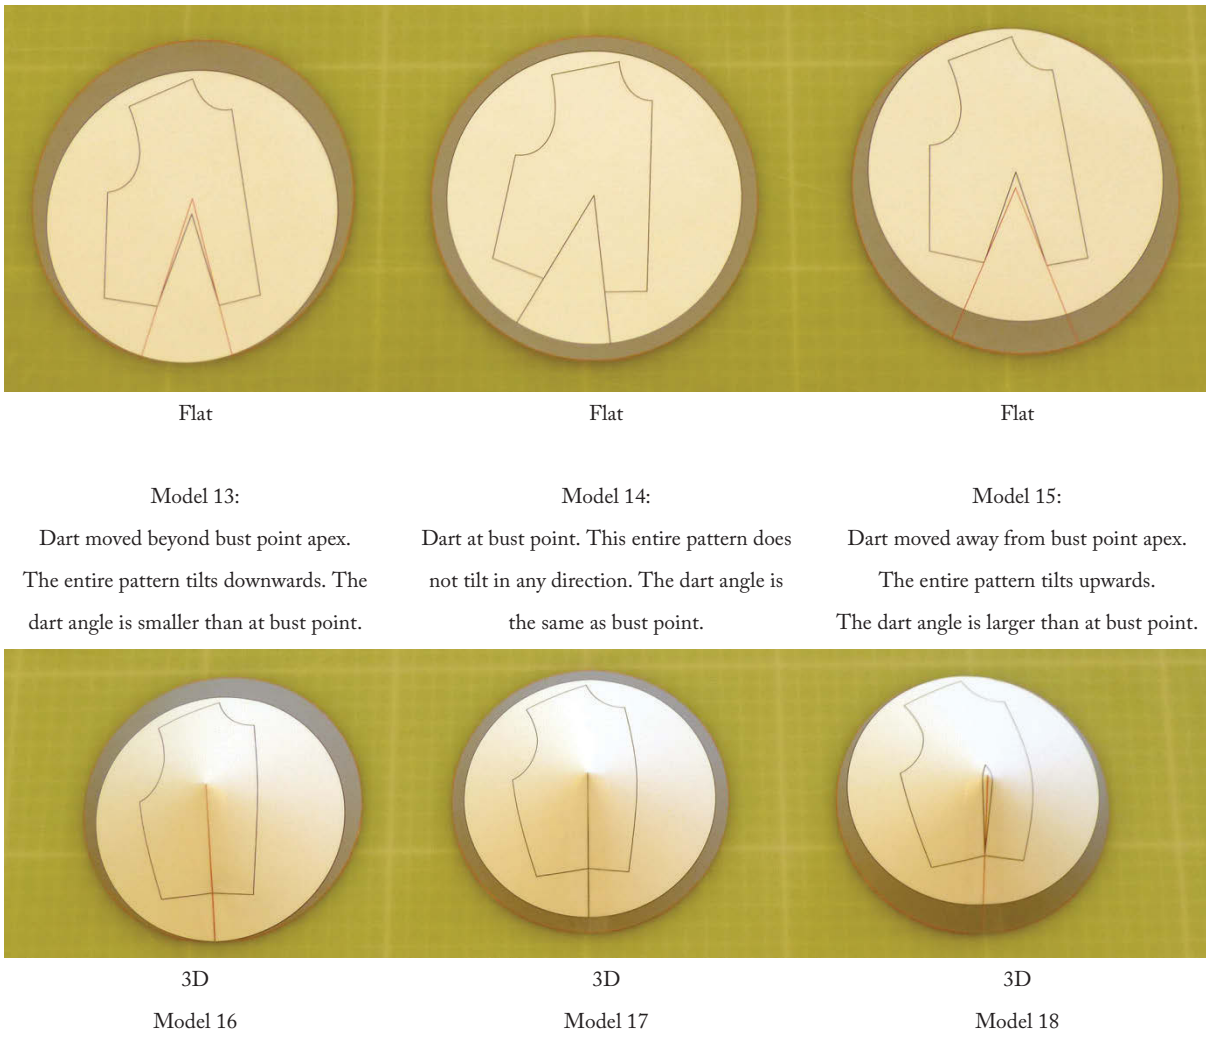 Flat
Flat
Flat
Model 13:
Dart moved beyond bust point apex.
The entire pattern tilts downwards. The
dart angle is smaller than at bust point.
Model 14:
Dart at bust point. This entire pattern does
not tilt in any direction. The dart angle is
the same as bust point.
Model 15:
Dart moved away from bust point apex.
The entire pattern tilts upwards.
The dart angle is larger than at bust point.
3D
3D
3D
Model 16
Model 17
Model 18